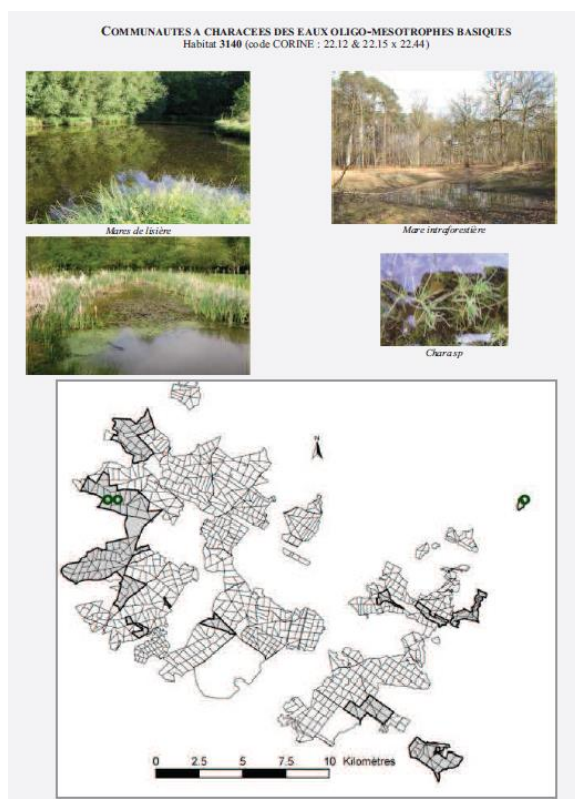 COMMUNAUTES A CHARACEES DES EAUX OLIGO-MESOTROPHES BASIQUES
Habitat 3140 (code CORINE : 22.12 & 22.15 x 22.44)
Mares de lisière
Mare intraforestière
Chara sp
N
0 2.5 5 7.5 10 Kilomètres